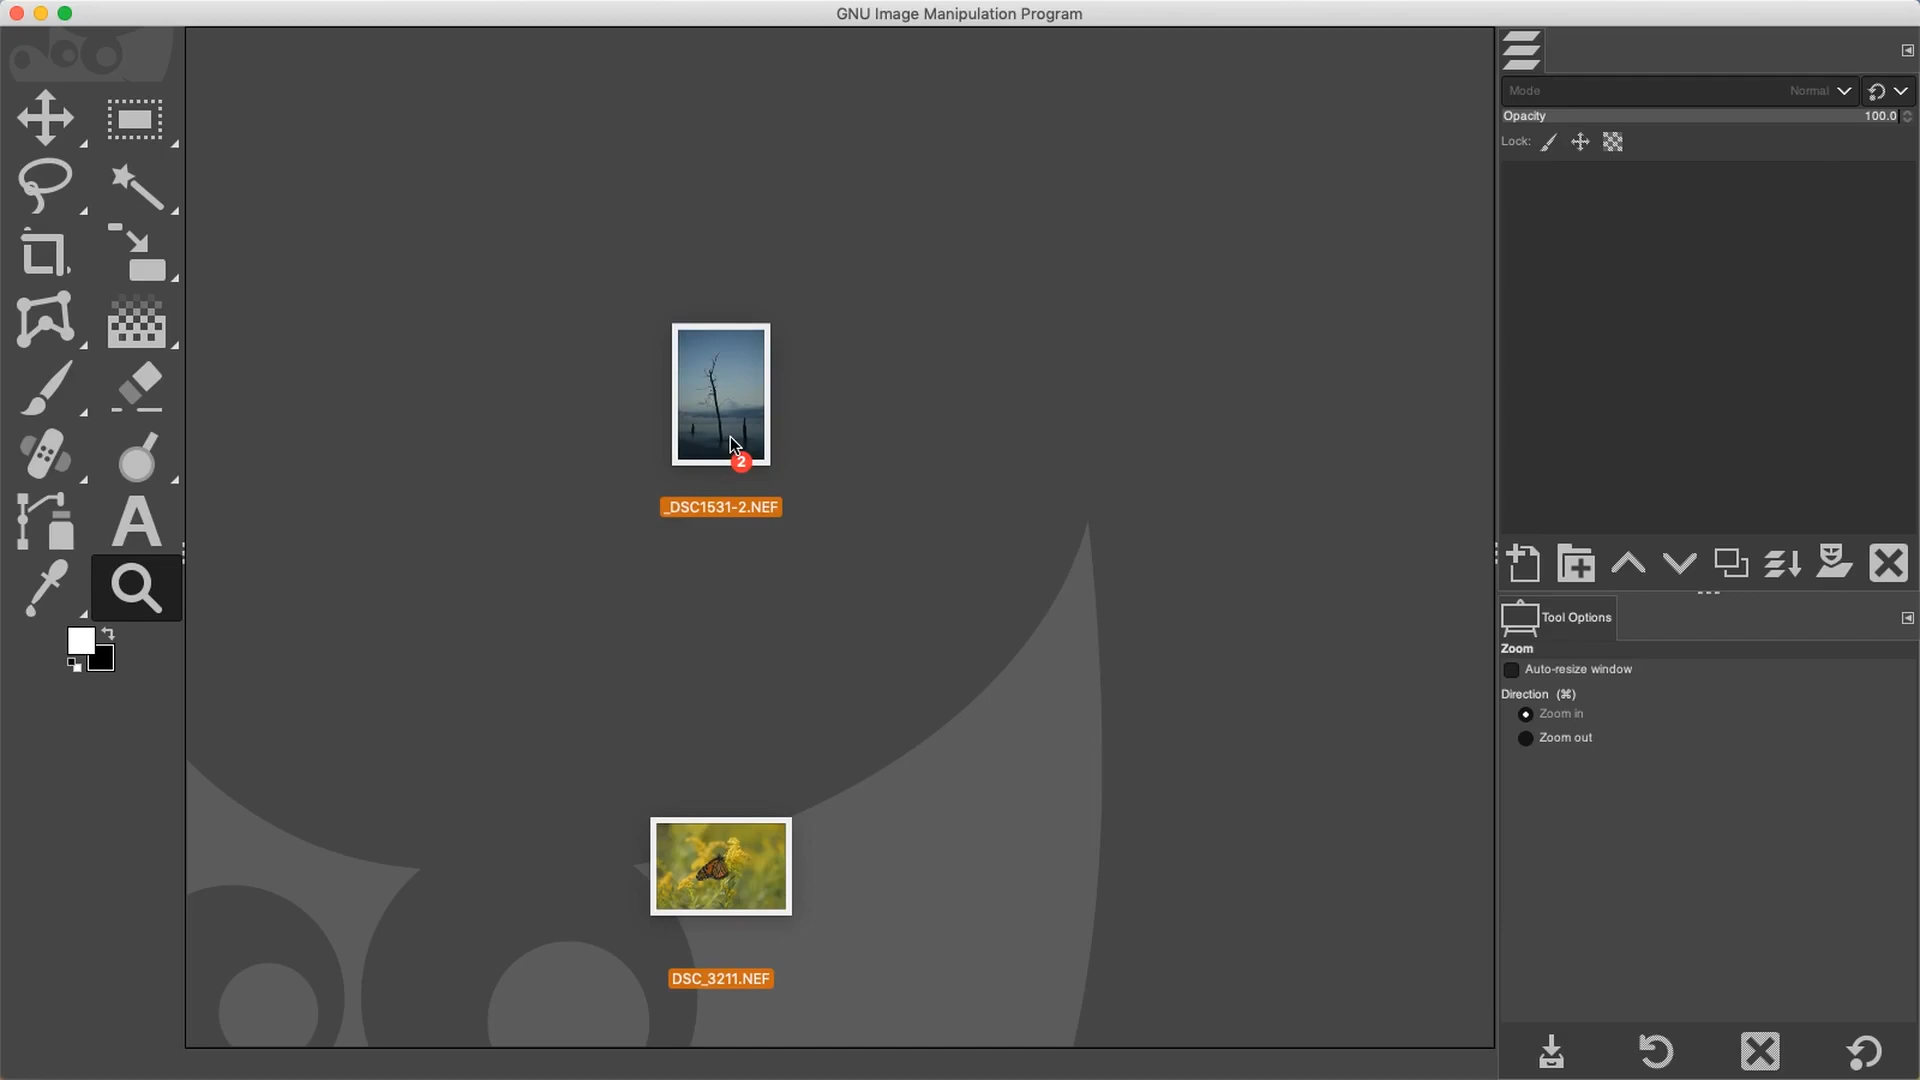 GNU Image Manipulation Program
Mode Normal
Opacity 100.0
Lock:
2
_DSC1531-2.NEF
A
Tool Options
Zoom
Auto-resize window
Direction (⌘)
Zoom in
Zoom out
DSC_3211.NEF